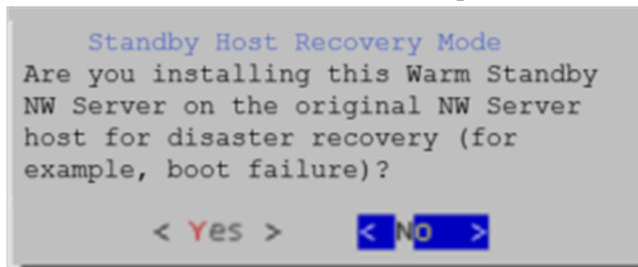 Standby Host Recovery Mode
Are you installing this Warm Standby
NW Server on the original NW Server
host for disaster recovery (for
example, boot failure)?
< Yes > < No >